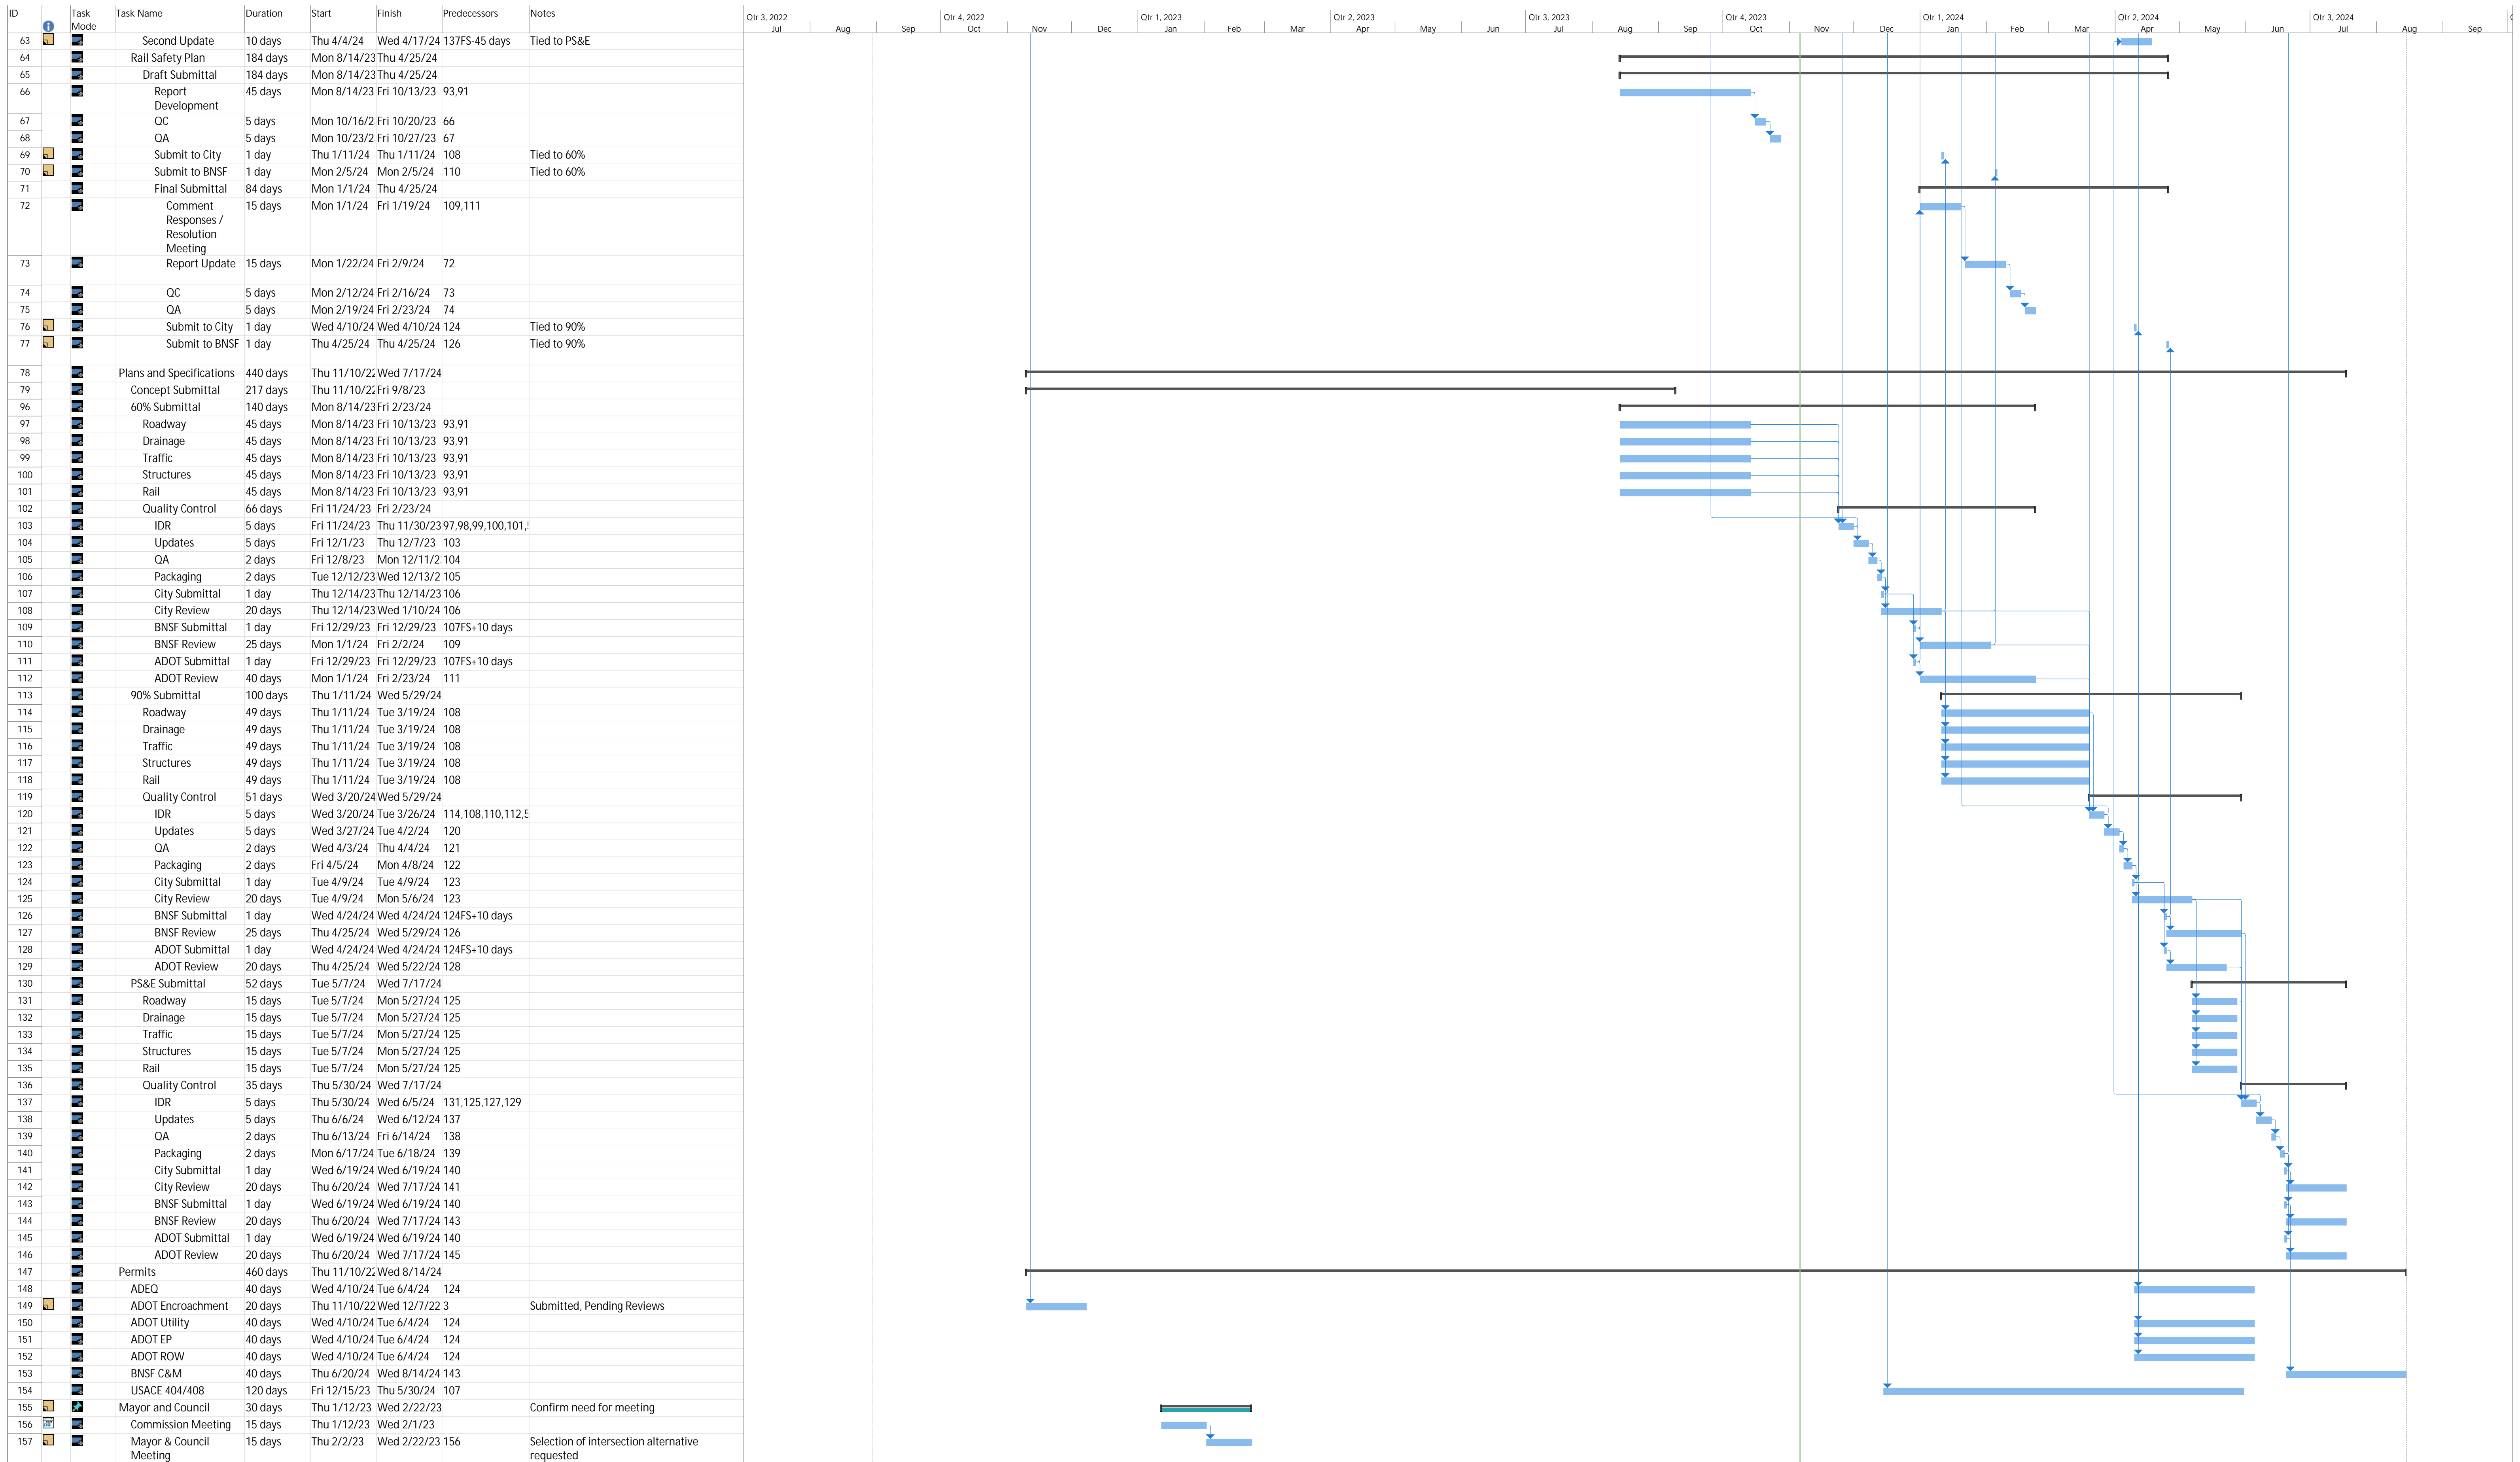 ID Task Mode Task Name Duration Start Finish Predecessors Notes
Qtr 3, 2022 Qtr 4, 2022 Qtr 1, 2023 Qtr 2, 2023 Qtr 3, 2023 Qtr 4, 2023 Qtr 1, 2024 Qtr 2, 2024 Qtr 3, 2024
Jul Aug Sep Oct Nov Dec Jan Feb Mar Apr May Jun Jul Aug Sep Oct Nov Dec Jan Feb Mar Apr May Jun Jul Aug Sep
63 Second Update 10 days Thu 4/4/24 Wed 4/17/24 137FS-45 days Tied to PS&E
64 Rail Safety Plan 184 days Mon 8/14/23 Thu 4/25/24
65 Draft Submittal 184 days Mon 8/14/23 Thu 4/25/24
66 Report 45 days Mon 8/14/23 Fri 10/13/23 93,91
Development
67 QC 5 days Mon 10/16/2 Fri 10/20/23 66
68 QA 5 days Mon 10/23/2 Fri 10/27/23 67
69 Submit to City 1 day Thu 1/11/24 Thu 1/11/24 108 Tied to 60%
70 Submit to BNSF 1 day Mon 2/5/24 Mon 2/5/24 110 Tied to 60%
71 Final Submittal 84 days Mon 1/1/24 Thu 4/25/24
72 Comment 15 days Mon 1/1/24 Fri 1/19/24 109,111
Responses /
Resolution
Meeting
73 Report Update 15 days Mon 1/22/24 Fri 2/9/24 72
74 QC 5 days Mon 2/12/24 Fri 2/16/24 73
75 QA 5 days Mon 2/19/24 Fri 2/23/24 74
76 Submit to City 1 day Wed 4/10/24 Wed 4/10/24 124 Tied to 90%
77 Submit to BNSF 1 day Thu 4/25/24 Thu 4/25/24 126 Tied to 90%
78 Plans and Specifications 440 days Thu 11/10/22 Wed 7/17/24
79 Concept Submittal 217 days Thu 11/10/22 Fri 9/8/23
96 60% Submittal 140 days Mon 8/14/23 Fri 2/23/24
97 Roadway 45 days Mon 8/14/23 Fri 10/13/23 93,91
98 Drainage 45 days Mon 8/14/23 Fri 10/13/23 93,91
99 Traffic 45 days Mon 8/14/23 Fri 10/13/23 93,91
100 Structures 45 days Mon 8/14/23 Fri 10/13/23 93,91
101 Rail 45 days Mon 8/14/23 Fri 10/13/23 93,91
102 Quality Control 66 days Fri 11/24/23 Fri 2/23/24
103 IDR 5 days Fri 11/24/23 Thu 11/30/23 97,98,99,100,101,
104 Updates 5 days Fri 12/1/23 Thu 12/7/23 103
105 QA 2 days Fri 12/8/23 Mon 12/11/2 104
106 Packaging 2 days Tue 12/12/23 Wed 12/13/2 105
107 City Submittal 1 day Thu 12/14/23 Thu 12/14/23 106
108 City Review 20 days Thu 12/14/23 Wed 1/10/24 106
109 BNSF Submittal 1 day Fri 12/29/23 Fri 12/29/23 107FS+10 days
110 BNSF Review 25 days Mon 1/1/24 Fri 2/2/24 109
111 ADOT Submittal 1 day Fri 12/29/23 Fri 12/29/23 107FS+10 days
112 ADOT Review 40 days Mon 1/1/24 Fri 2/23/24 111
113 90% Submittal 100 days Thu 1/11/24 Wed 5/29/24
114 Roadway 49 days Thu 1/11/24 Tue 3/19/24 108
115 Drainage 49 days Thu 1/11/24 Tue 3/19/24 108
116 Traffic 49 days Thu 1/11/24 Tue 3/19/24 108
117 Structures 49 days Thu 1/11/24 Tue 3/19/24 108
118 Rail 49 days Thu 1/11/24 Tue 3/19/24 108
119 Quality Control 51 days Wed 3/20/24 Wed 5/29/24
120 IDR 5 days Wed 3/20/24 Tue 3/26/24 114,108,110,112,5
121 Updates 5 days Wed 3/27/24 Tue 4/2/24 120
122 QA 2 days Wed 4/3/24 Thu 4/4/24 121
123 Packaging 2 days Fri 4/5/24 Mon 4/8/24 122
124 City Submittal 1 day Tue 4/9/24 Tue 4/9/24 123
125 City Review 20 days Tue 4/9/24 Mon 5/6/24 123
126 BNSF Submittal 1 day Wed 4/24/24 Wed 4/24/24 124FS+10 days
127 BNSF Review 25 days Thu 4/25/24 Wed 5/29/24 126
128 ADOT Submittal 1 day Wed 4/24/24 Wed 4/24/24 124FS+10 days
129 ADOT Review 20 days Thu 4/25/24 Wed 5/22/24 128
130 PS&E Submittal 52 days Tue 5/7/24 Wed 7/17/24
131 Roadway 15 days Tue 5/7/24 Mon 5/27/24 125
132 Drainage 15 days Tue 5/7/24 Mon 5/27/24 125
133 Traffic 15 days Tue 5/7/24 Mon 5/27/24 125
134 Structures 15 days Tue 5/7/24 Mon 5/27/24 125
135 Rail 15 days Tue 5/7/24 Mon 5/27/24 125
136 Quality Control 35 days Thu 5/30/24 Wed 7/17/24
137 IDR 5 days Thu 5/30/24 Wed 6/5/24 131,125,127,129
138 Updates 5 days Thu 6/6/24 Wed 6/12/24 137
139 QA 2 days Thu 6/13/24 Fri 6/14/24 138
140 Packaging 2 days Mon 6/17/24 Tue 6/18/24 139
141 City Submittal 1 day Wed 6/19/24 Wed 6/19/24 140
142 City Review 20 days Thu 6/20/24 Wed 7/17/24 141
143 BNSF Submittal 1 day Wed 6/19/24 Wed 6/19/24 140
144 BNSF Review 20 days Thu 6/20/24 Wed 7/17/24 143
145 ADOT Submittal 1 day Wed 6/19/24 Wed 6/19/24 140
146 ADOT Review 20 days Thu 6/20/24 Wed 7/17/24 145
147 Permits 460 days Thu 11/10/22 Wed 8/14/24
148 ADEQ 40 days Wed 4/10/24 Tue 6/4/24 124
149 ADOT Encroachment 20 days Thu 11/10/22 Wed 12/7/22 3 Submitted, Pending Reviews
150 ADOT Utility 40 days Wed 4/10/24 Tue 6/4/24 124
151 ADOT EP 40 days Wed 4/10/24 Tue 6/4/24 124
152 ADOT ROW 40 days Wed 4/10/24 Tue 6/4/24 124
153 BNSF C&M 40 days Thu 6/20/24 Wed 8/14/24 143
154 USACE 404/408 120 days Fri 12/15/23 Thu 5/30/24 107
155 Mayor and Council 30 days Thu 1/12/23 Wed 2/22/23 Confirm need for meeting
156 Commission Meeting 15 days Thu 1/12/23 Wed 2/1/23
157 Mayor & Council 15 days Thu 2/2/23 Wed 2/22/23 156 Selection of intersection alternative
Meeting requested